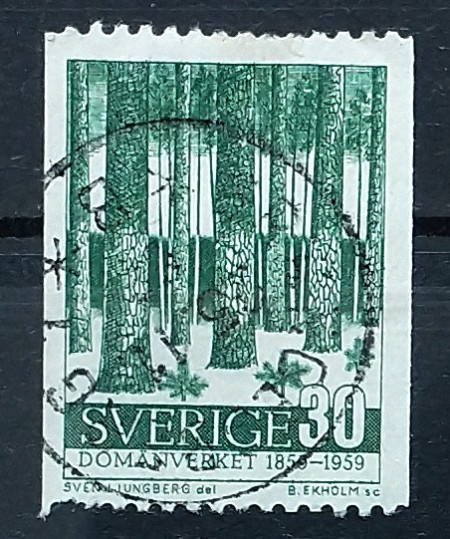 SVERIGE 30
DOMÄNVERKET 1859–1959
SVEN LJUNGBERG del B. EKHOLM sc